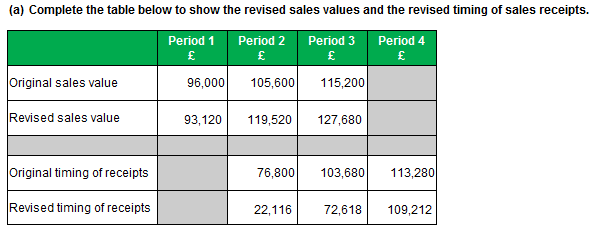 (a) Complete the table below to show the revised sales values and the revised timing of sales receipts.
Period 1 Period 2 Period 3 Period 4
£ £ £ £
Original sales value 96,000 105,600 115,200
Revised sales value 93,120 119,520 127,680
Original timing of receipts 76,800 103,680 113,280
Revised timing of receipts 22,116 72,618 109,212